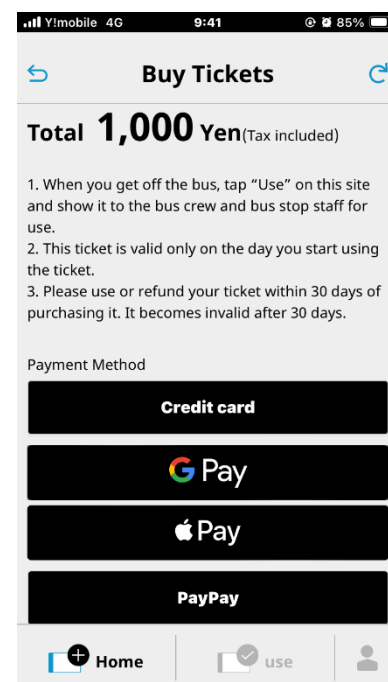 Y!mobile 4G 9:41 85%
Buy Tickets
Total 1,000 Yen(Tax included)
1. When you get off the bus, tap “Use” on this site
and show it to the bus crew and bus stop staff for
use.
2. This ticket is valid only on the day you start using
the ticket.
3. Please use or refund your ticket within 30 days of
purchasing it. It becomes invalid after 30 days.
Payment Method
Credit card
G Pay
Pay
PayPay
Home use